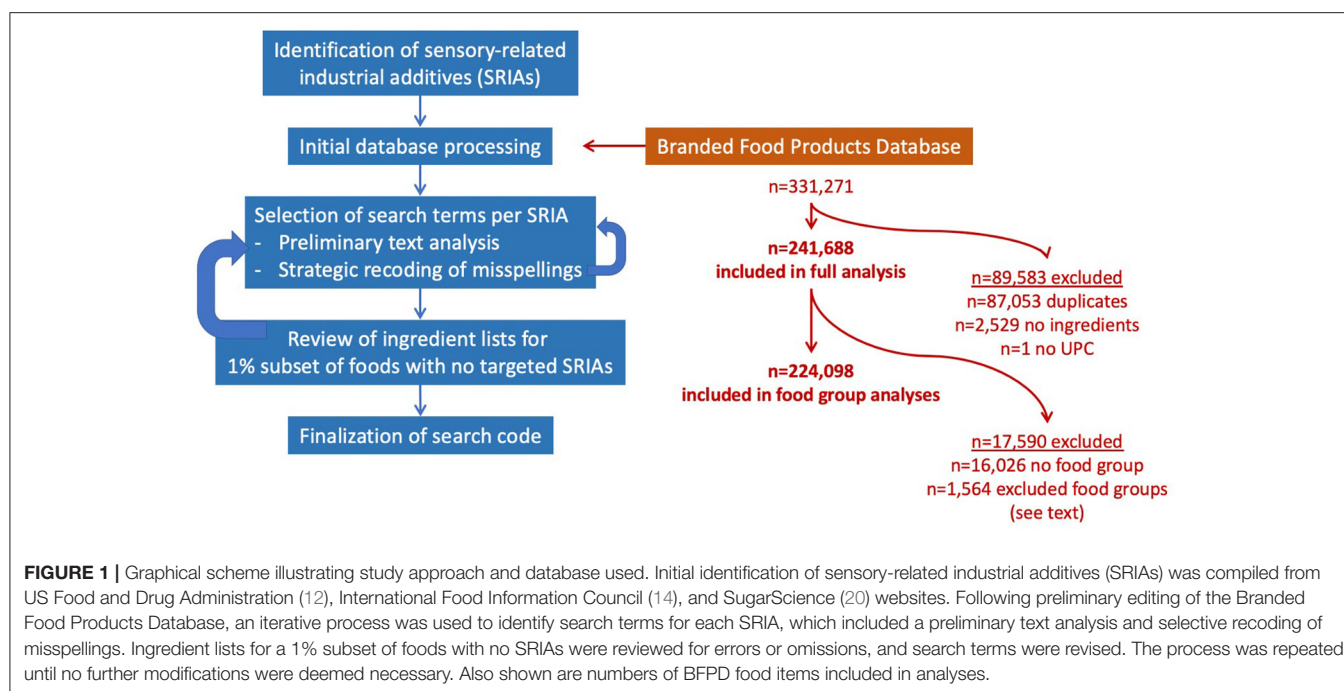 Identification of sensory-related
industrial additives (SRIAs)
Initial database processing
Branded Food Products Database
n=331,271
Selection of search terms per SRIA
- Preliminary text analysis
- Strategic recoding of misspellings
n=241,688
included in full analysis
n=89,583 excluded
n=87,053 duplicates
n=2,529 no ingredients
n=1 no UPC
Review of ingredient lists for
1% subset of foods with no targeted SRIAs
n=224,098
included in food group analyses
Finalization of search code
n=17,590 excluded
n=16,026 no food group
n=1,564 excluded food groups
(see text)
FIGURE 1 | Graphical scheme illustrating study approach and database used. Initial identification of sensory-related industrial additives (SRIAs) was compiled from
US Food and Drug Administration (12), International Food Information Council (14), and SugarScience (20) websites. Following preliminary editing of the Branded
Food Products Database, an iterative process was used to identify search terms for each SRIA, which included a preliminary text analysis and selective recoding of
misspellings. Ingredient lists for a 1% subset of foods with no SRIAs were reviewed for errors or omissions, and search terms were revised. The process was repeated
until no further modifications were deemed necessary. Also shown are numbers of BFPD food items included in analyses.